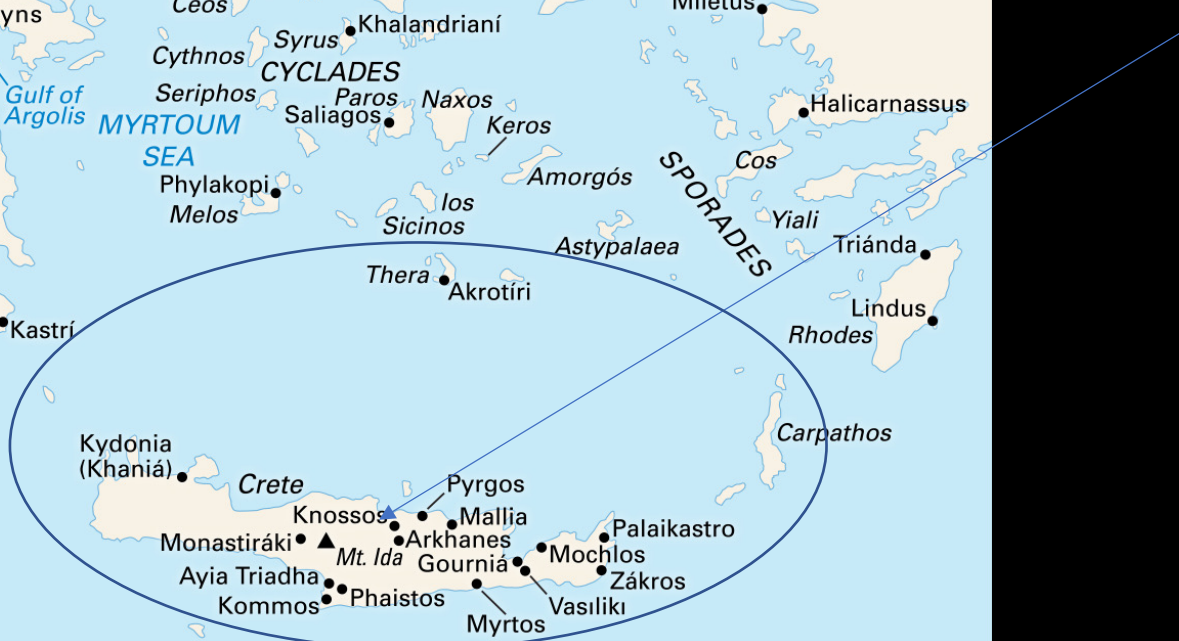 yns
Ceos
Miletus
Khalandrianí
Syrus
Cythnos
CYCLADES
Gulf of
Argolis
Seriphos
Paros
Naxos
Halicarnassus
Saliagos
MYRTOUM
SEA
Keros
Cos
SPORADES
Phylakopi
Amorgós
Melos
Ios
Sicinos
Yiali
Astypalaea
Triánda
Thera
Akrotíri
Lindus
Kastrí
Rhodes
Carpathos
Kydonia
(Khaniá)
Crete
Pyrgos
Knossos
Mallia
Palaikastro
Monastiráki
Arkhanes
Mt. Ida
Mochlos
Gourniá
Ayia Triadha
Zákros
Phaistos
Kommos
Vasıliki
Myrtos